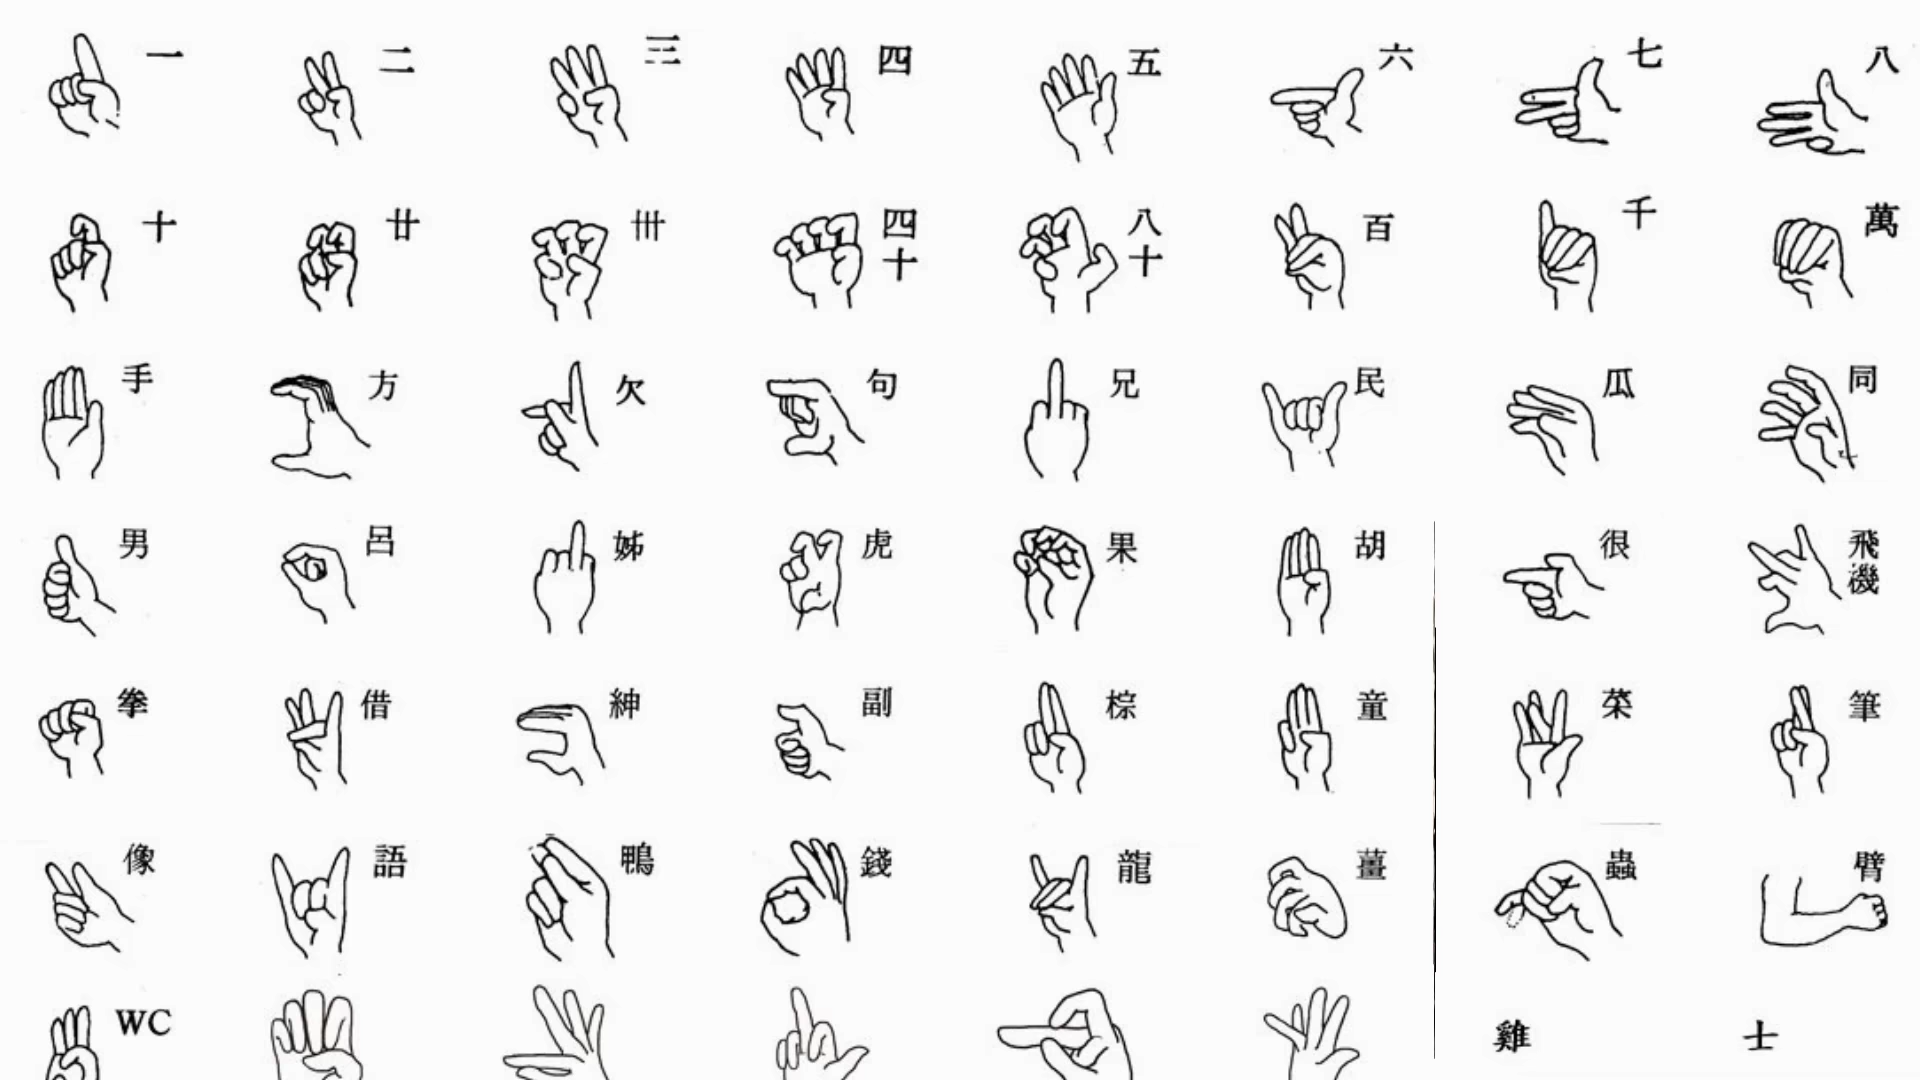 一 二 三 四 五 六 七 八
十 廿 卅 四十 八十 百 千 萬
手 方 欠 句 兄 民 瓜 同
男 呂 姊 虎 果 胡 很 飛機
拳 借 紳 副 棕 童 菜 筆
像 語 鴨 錢 龍 薑 蟲 臂
WC 雞 士